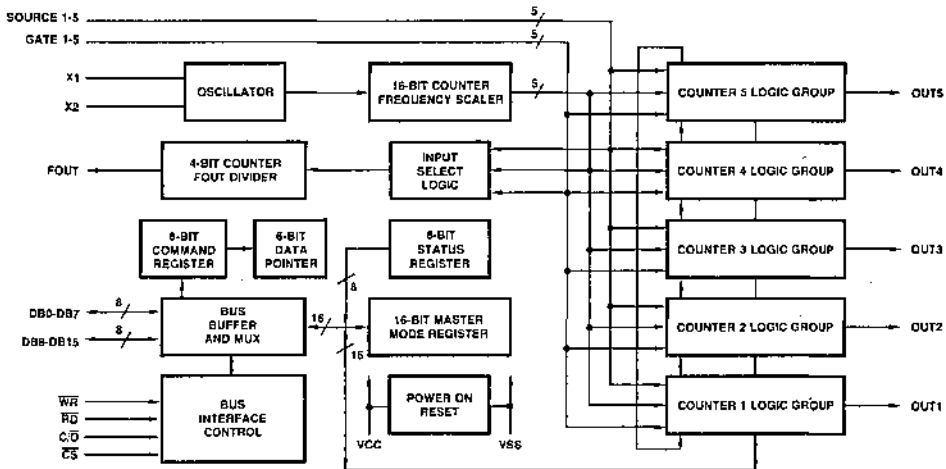 SOURCE 1-5
5
GATE 1-5
5
X1
X2
OSCILLATOR
16-BIT COUNTER
FREQUENCY SCALER
5
COUNTER 5 LOGIC GROUP
OUT5
FOUT
4-BIT COUNTER
FOUT DIVIDER
INPUT
SELECT
LOGIC
COUNTER 4 LOGIC GROUP
OUT4
8-BIT
COMMAND
REGISTER
6-BIT
DATA
POINTER
8-BIT
STATUS
REGISTER
8
COUNTER 3 LOGIC GROUP
OUT3
DB0-DB7
8
DB8-DB15
8
BUS
BUFFER
AND MUX
16
16-BIT MASTER
MODE REGISTER
16
COUNTER 2 LOGIC GROUP
OUT2
WR
RD
C/D
CS
BUS
INTERFACE
CONTROL
POWER ON
RESET
VCC
VSS
COUNTER 1 LOGIC GROUP
OUT1